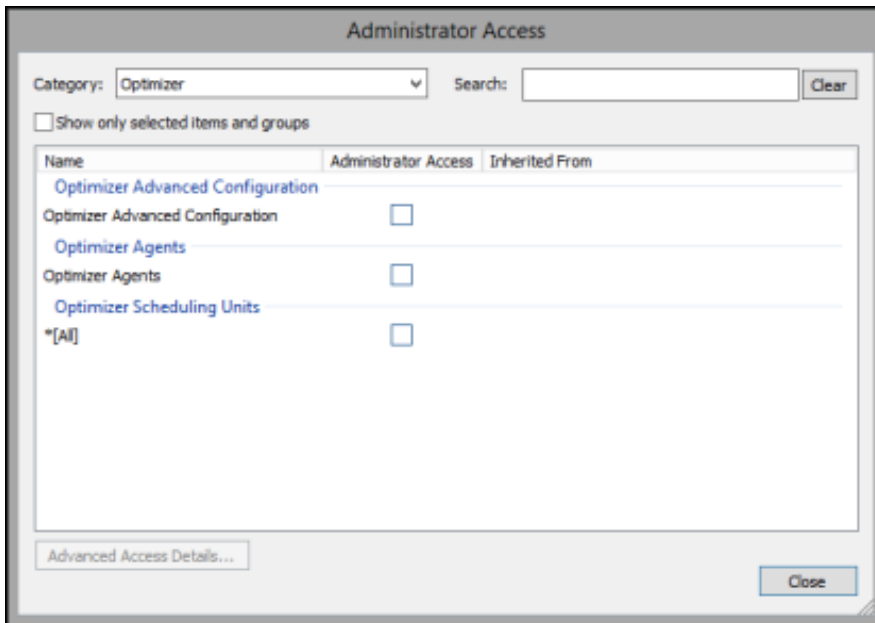 Administrator Access
Category: Optimizer Search: Clear
Show only selected items and groups
Name Administrator Access Inherited From
Optimizer Advanced Configuration
Optimizer Advanced Configuration
Optimizer Agents
Optimizer Agents
Optimizer Scheduling Units
*[All]
Advanced Access Details...
Close